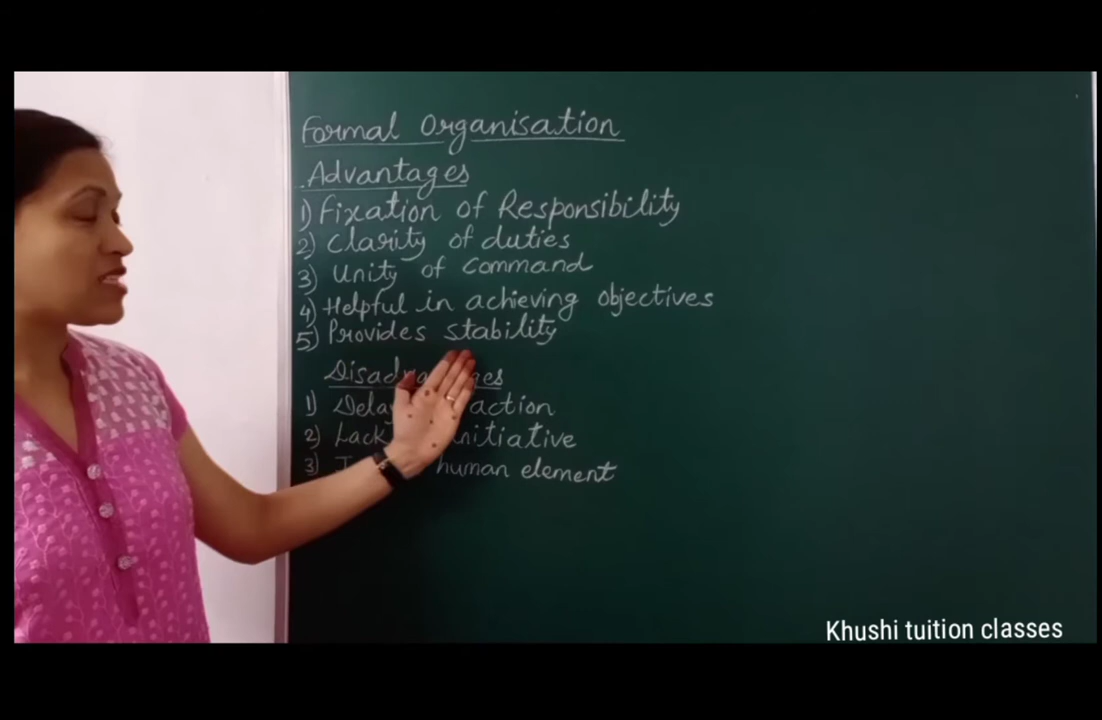 Formal Organisation
Advantages
1) Fixation of Responsibility
2) Clarity of duties
3) Unity of command
4) Helpful in achieving objectives
5) Provides stability
1) action
2) Lack
3) human element
Khushi tuition classes